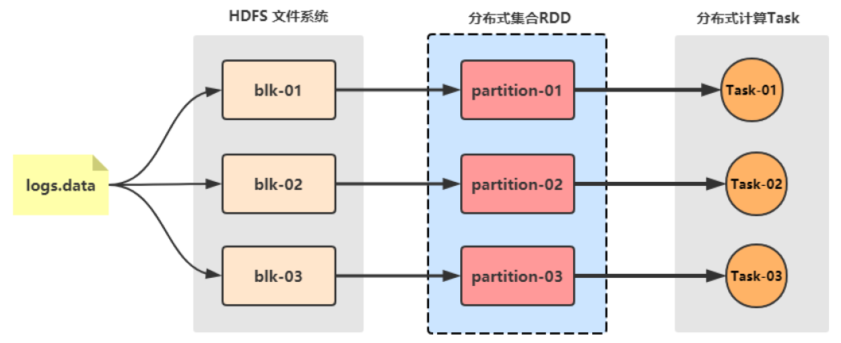 HDFS 文件系统
分布式集合RDD
分布式计算Task
logs.data
blk-01
partition-01
Task-01
blk-02
partition-02
Task-02
blk-03
partition-03
Task-03